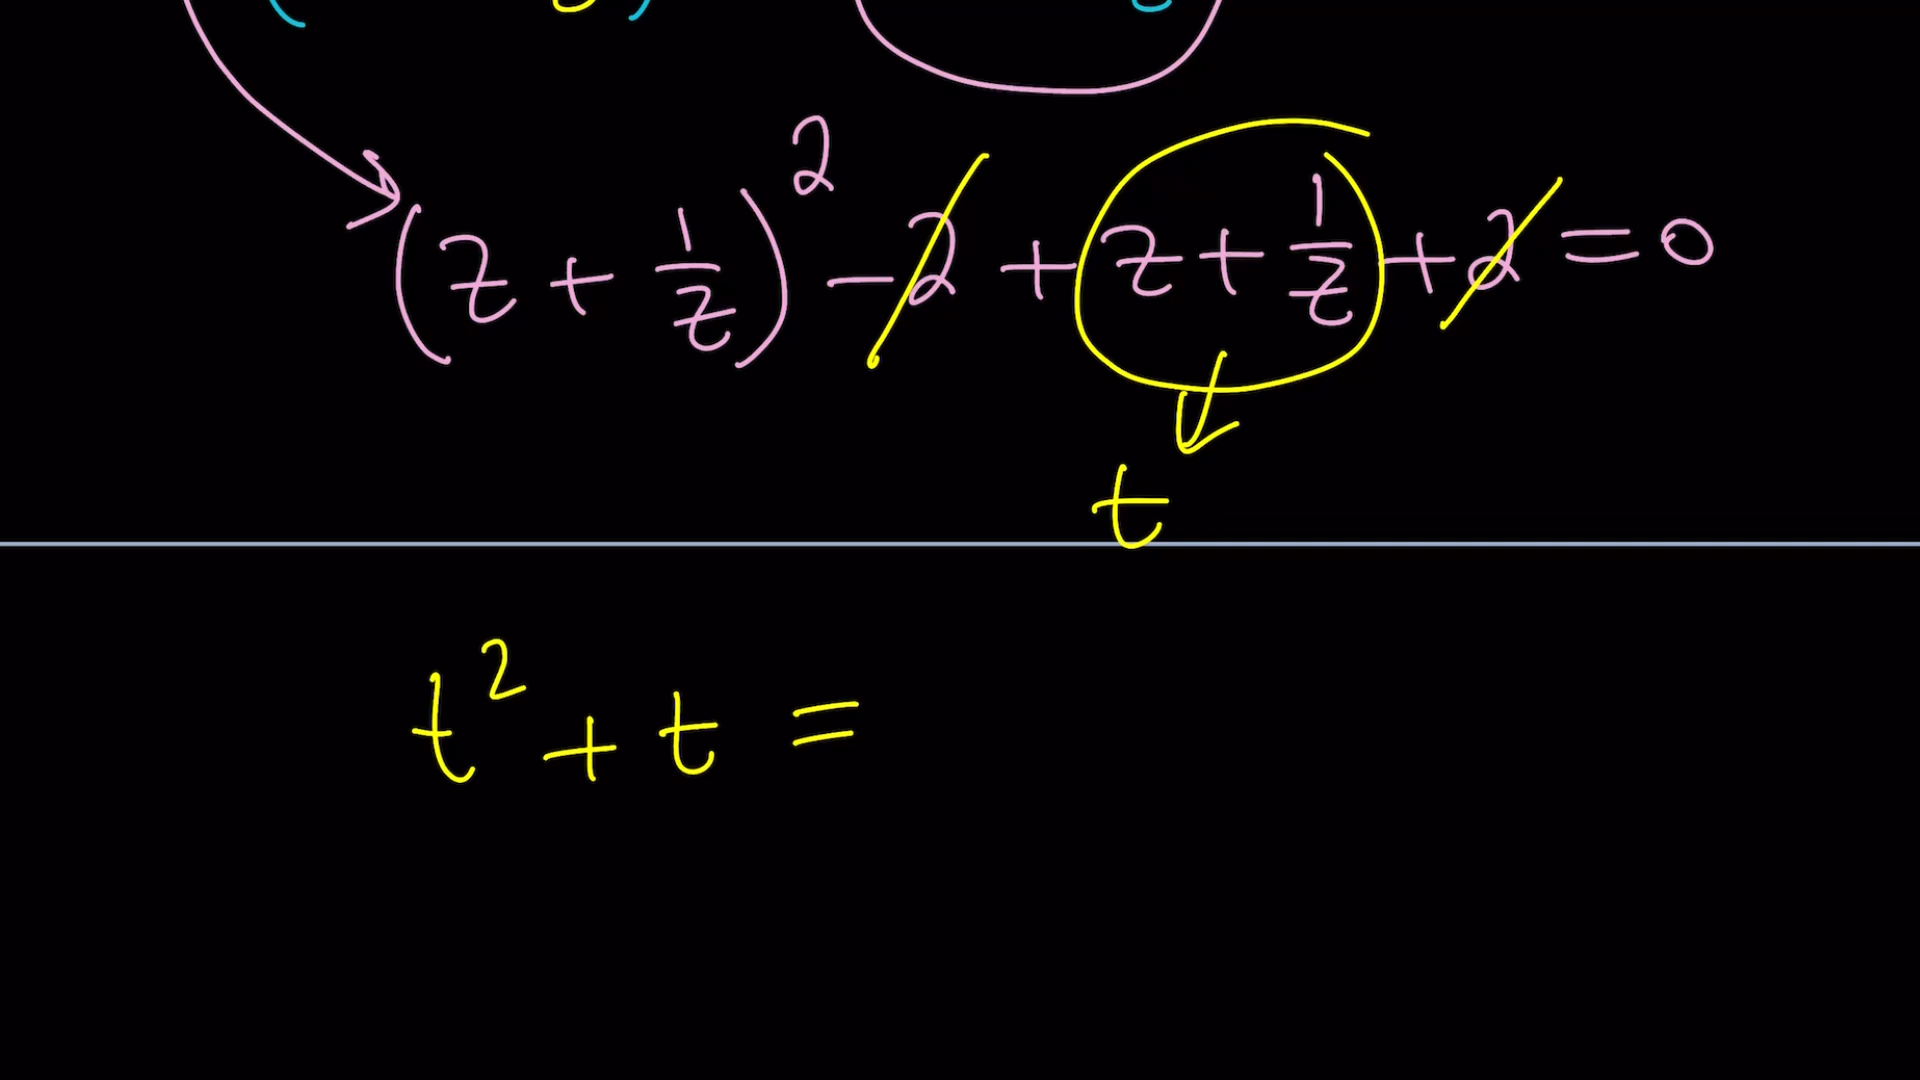 (z + 1/z)² - 2 + z + 1/z + 2 = 0
t
t² + t =